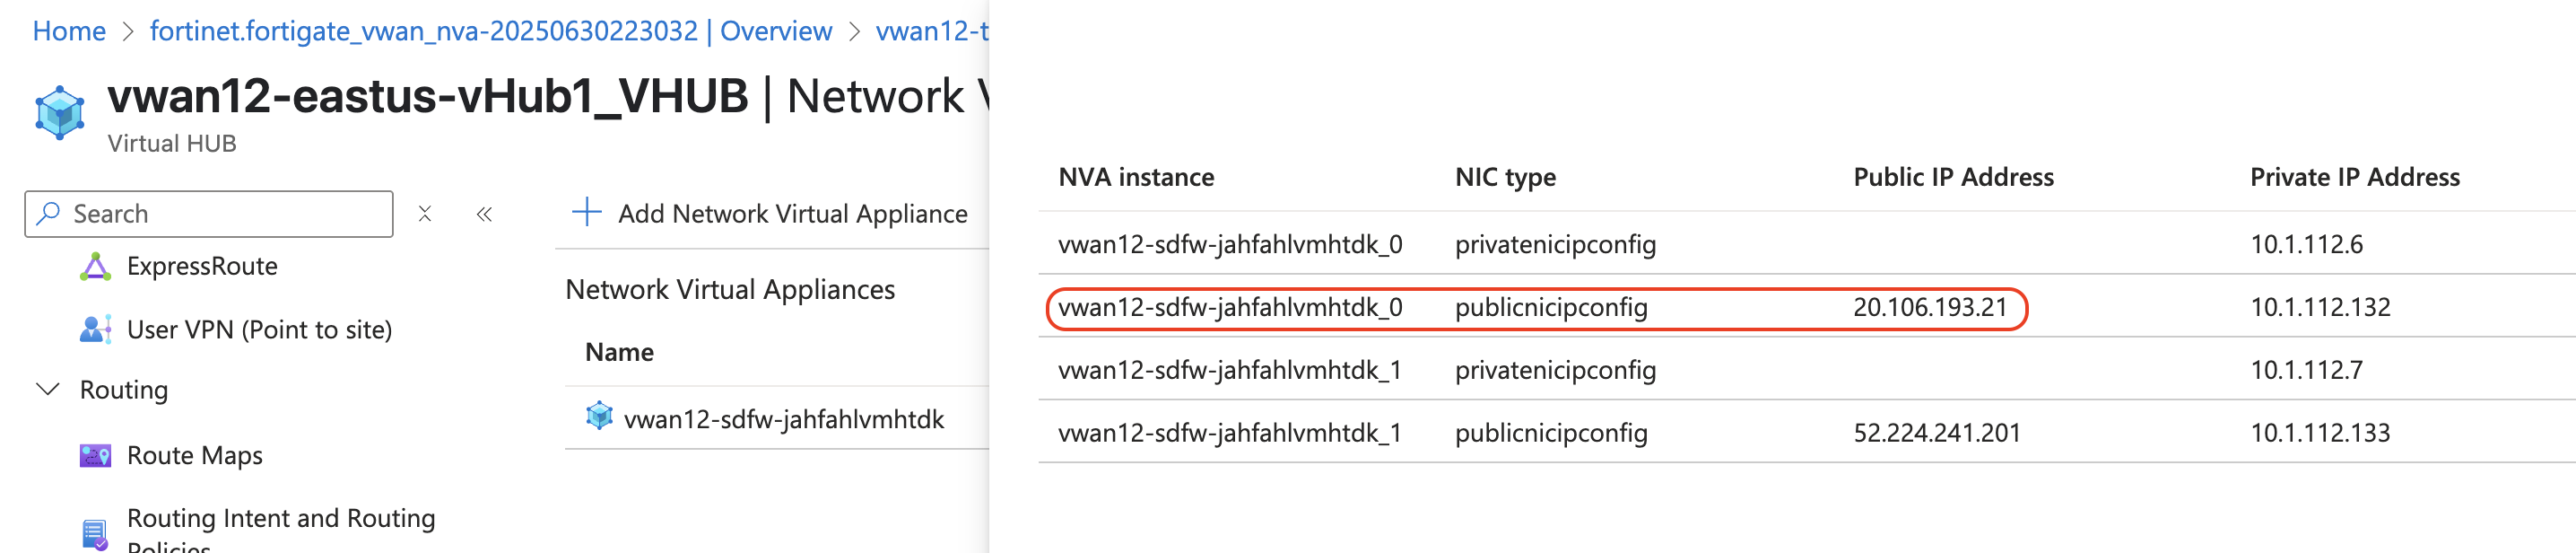 Home > fortinet.fortigate_vwan_nva-20250630223032 | Overview > vwan12-t
vwan12-eastus-vHub1_VHUB | Network
Virtual HUB
Search
ExpressRoute
User VPN (Point to site)
Routing
Route Maps
Routing Intent and Routing
Policies
Add Network Virtual Appliance
Network Virtual Appliances
Name
vwan12-sdfw-jahfahlvmhtdk
NVA instance NIC type Public IP Address Private IP Address
vwan12-sdfw-jahfahlvmhtdk_0 privatenicipconfig 10.1.112.6
vwan12-sdfw-jahfahlvmhtdk_0 publicnicipconfig 20.106.193.21 10.1.112.132
vwan12-sdfw-jahfahlvmhtdk_1 privatenicipconfig 10.1.112.7
vwan12-sdfw-jahfahlvmhtdk_1 publicnicipconfig 52.224.241.201 10.1.112.133